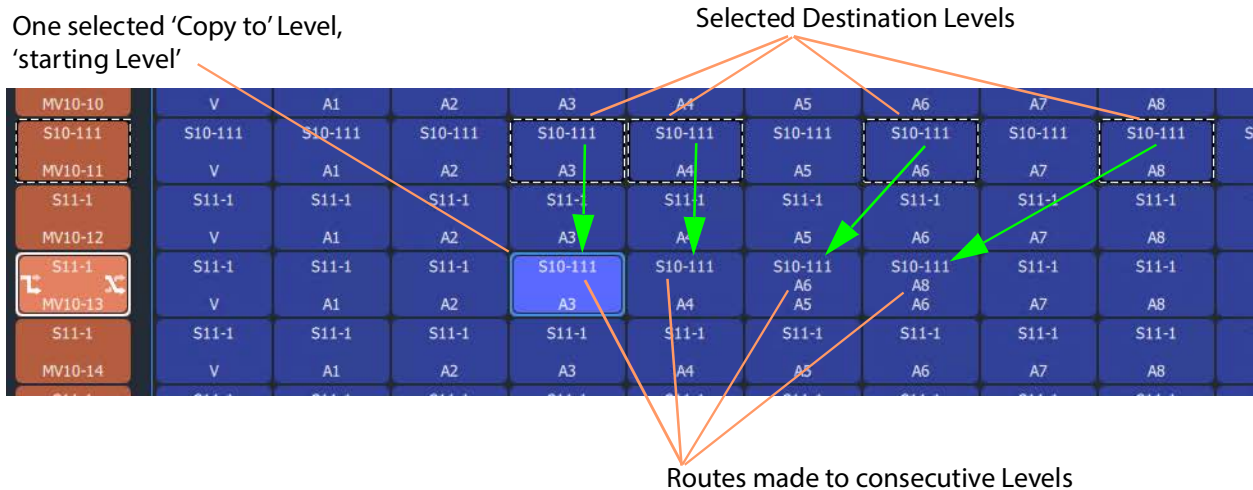 One selected ‘Copy to’ Level,
‘starting Level’
Selected Destination Levels
MV10-10 V A1 A2 A3 A4 A5 A6 A7 A8
S10-111 S10-111 S10-111 S10-111 S10-111 S10-111 S10-111 S10-111 S10-111 S10-111 S
MV10-11 V A1 A2 A3 A4 A5 A6 A7 A8
S11-1 S11-1 S11-1 S11-1 S11-1 S11-1 S11-1 S11-1 S11-1 S11-1
MV10-12 V A1 A2 A3 A4 A5 A6 A7 A8
S11-1 S11-1 S11-1 S11-1 S10-111 S10-111 S10-111 S10-111 S11-1 S11-1
A6 A8
MV10-13 V A1 A2 A3 A4 A5 A6 A7 A8
S11-1 S11-1 S11-1 S11-1 S11-1 S11-1 S11-1 S11-1 S11-1 S11-1
MV10-14 V A1 A2 A3 A4 A5 A6 A7 A8
Routes made to consecutive Levels